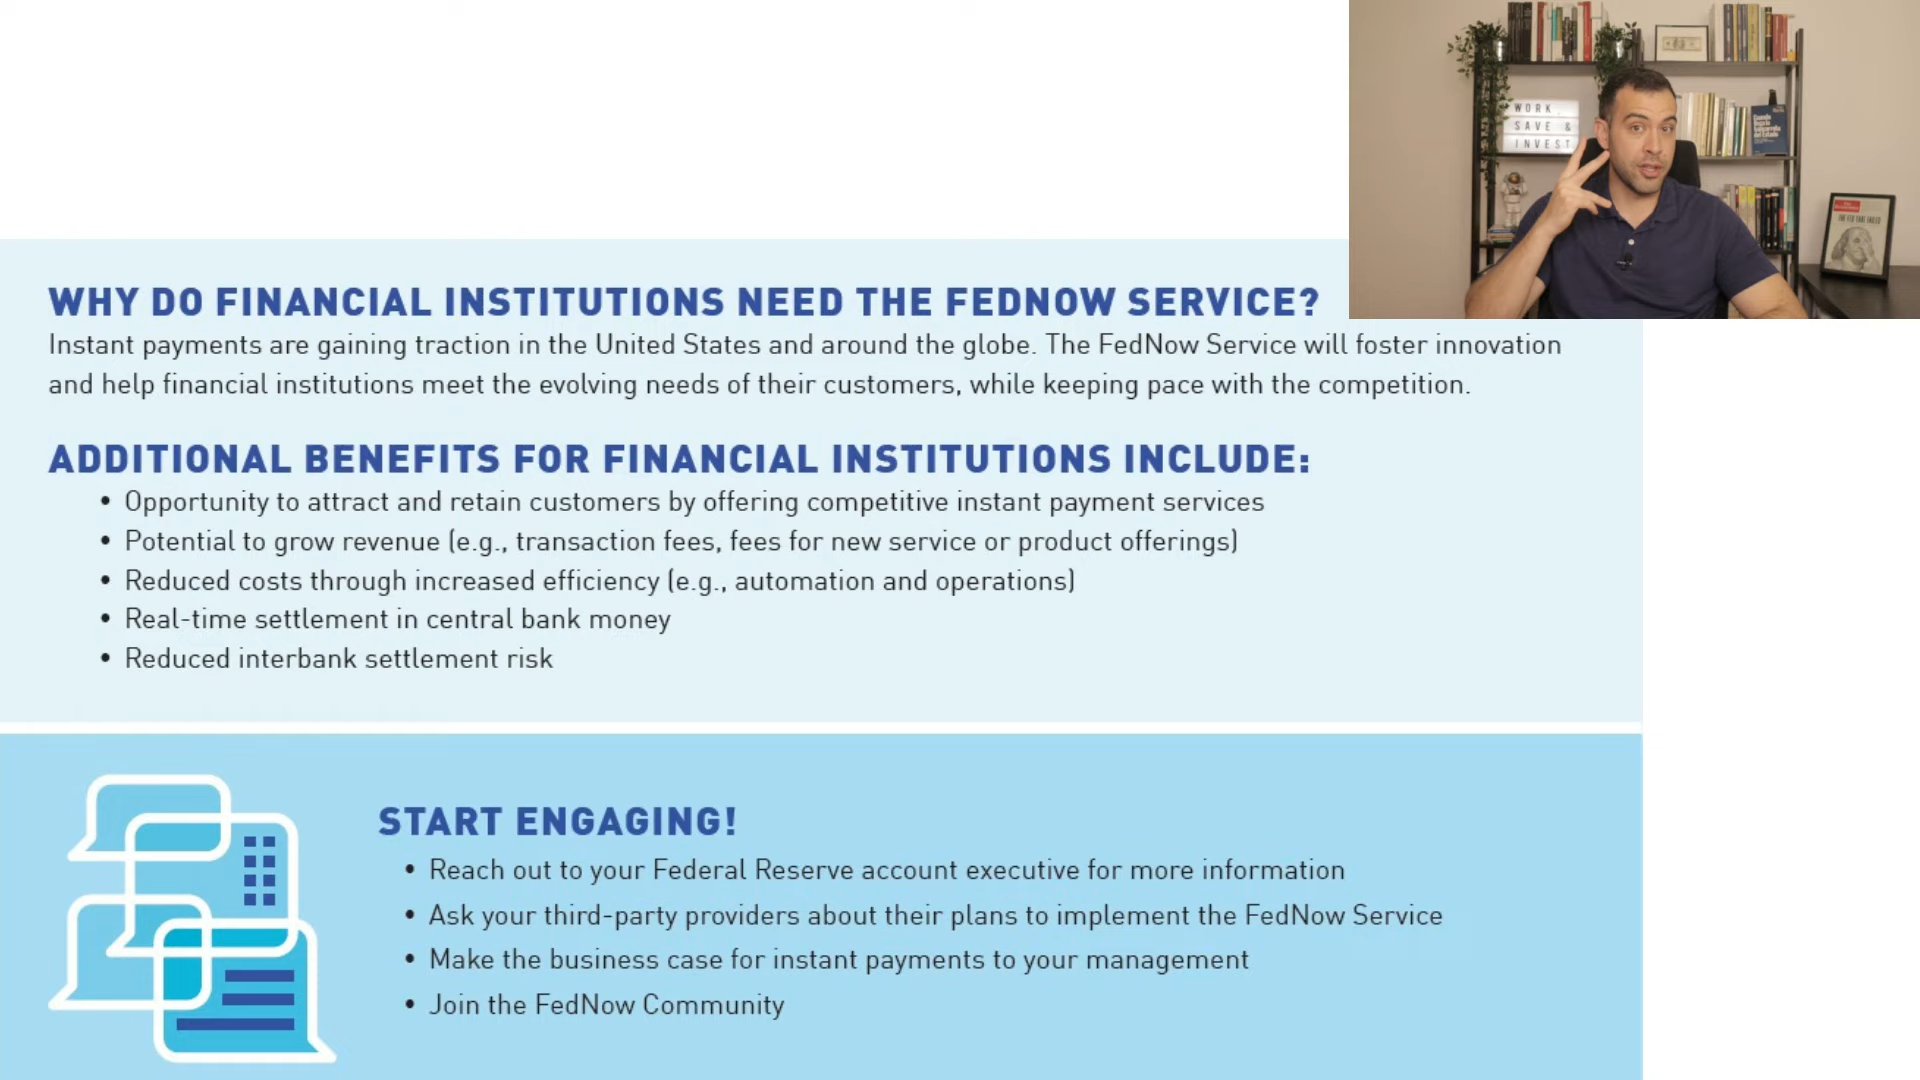 WORK
SAVE &
INVEST
THE FED THAT FAILED
WHY DO FINANCIAL INSTITUTIONS NEED THE FEDNOW SERVICE?
Instant payments are gaining traction in the United States and around the globe. The FedNow Service will foster innovation
and help financial institutions meet the evolving needs of their customers, while keeping pace with the competition.
ADDITIONAL BENEFITS FOR FINANCIAL INSTITUTIONS INCLUDE:
• Opportunity to attract and retain customers by offering competitive instant payment services
• Potential to grow revenue (e.g., transaction fees, fees for new service or product offerings)
• Reduced costs through increased efficiency (e.g., automation and operations)
• Real-time settlement in central bank money
• Reduced interbank settlement risk
START ENGAGING!
• Reach out to your Federal Reserve account executive for more information
• Ask your third-party providers about their plans to implement the FedNow Service
• Make the business case for instant payments to your management
• Join the FedNow Community